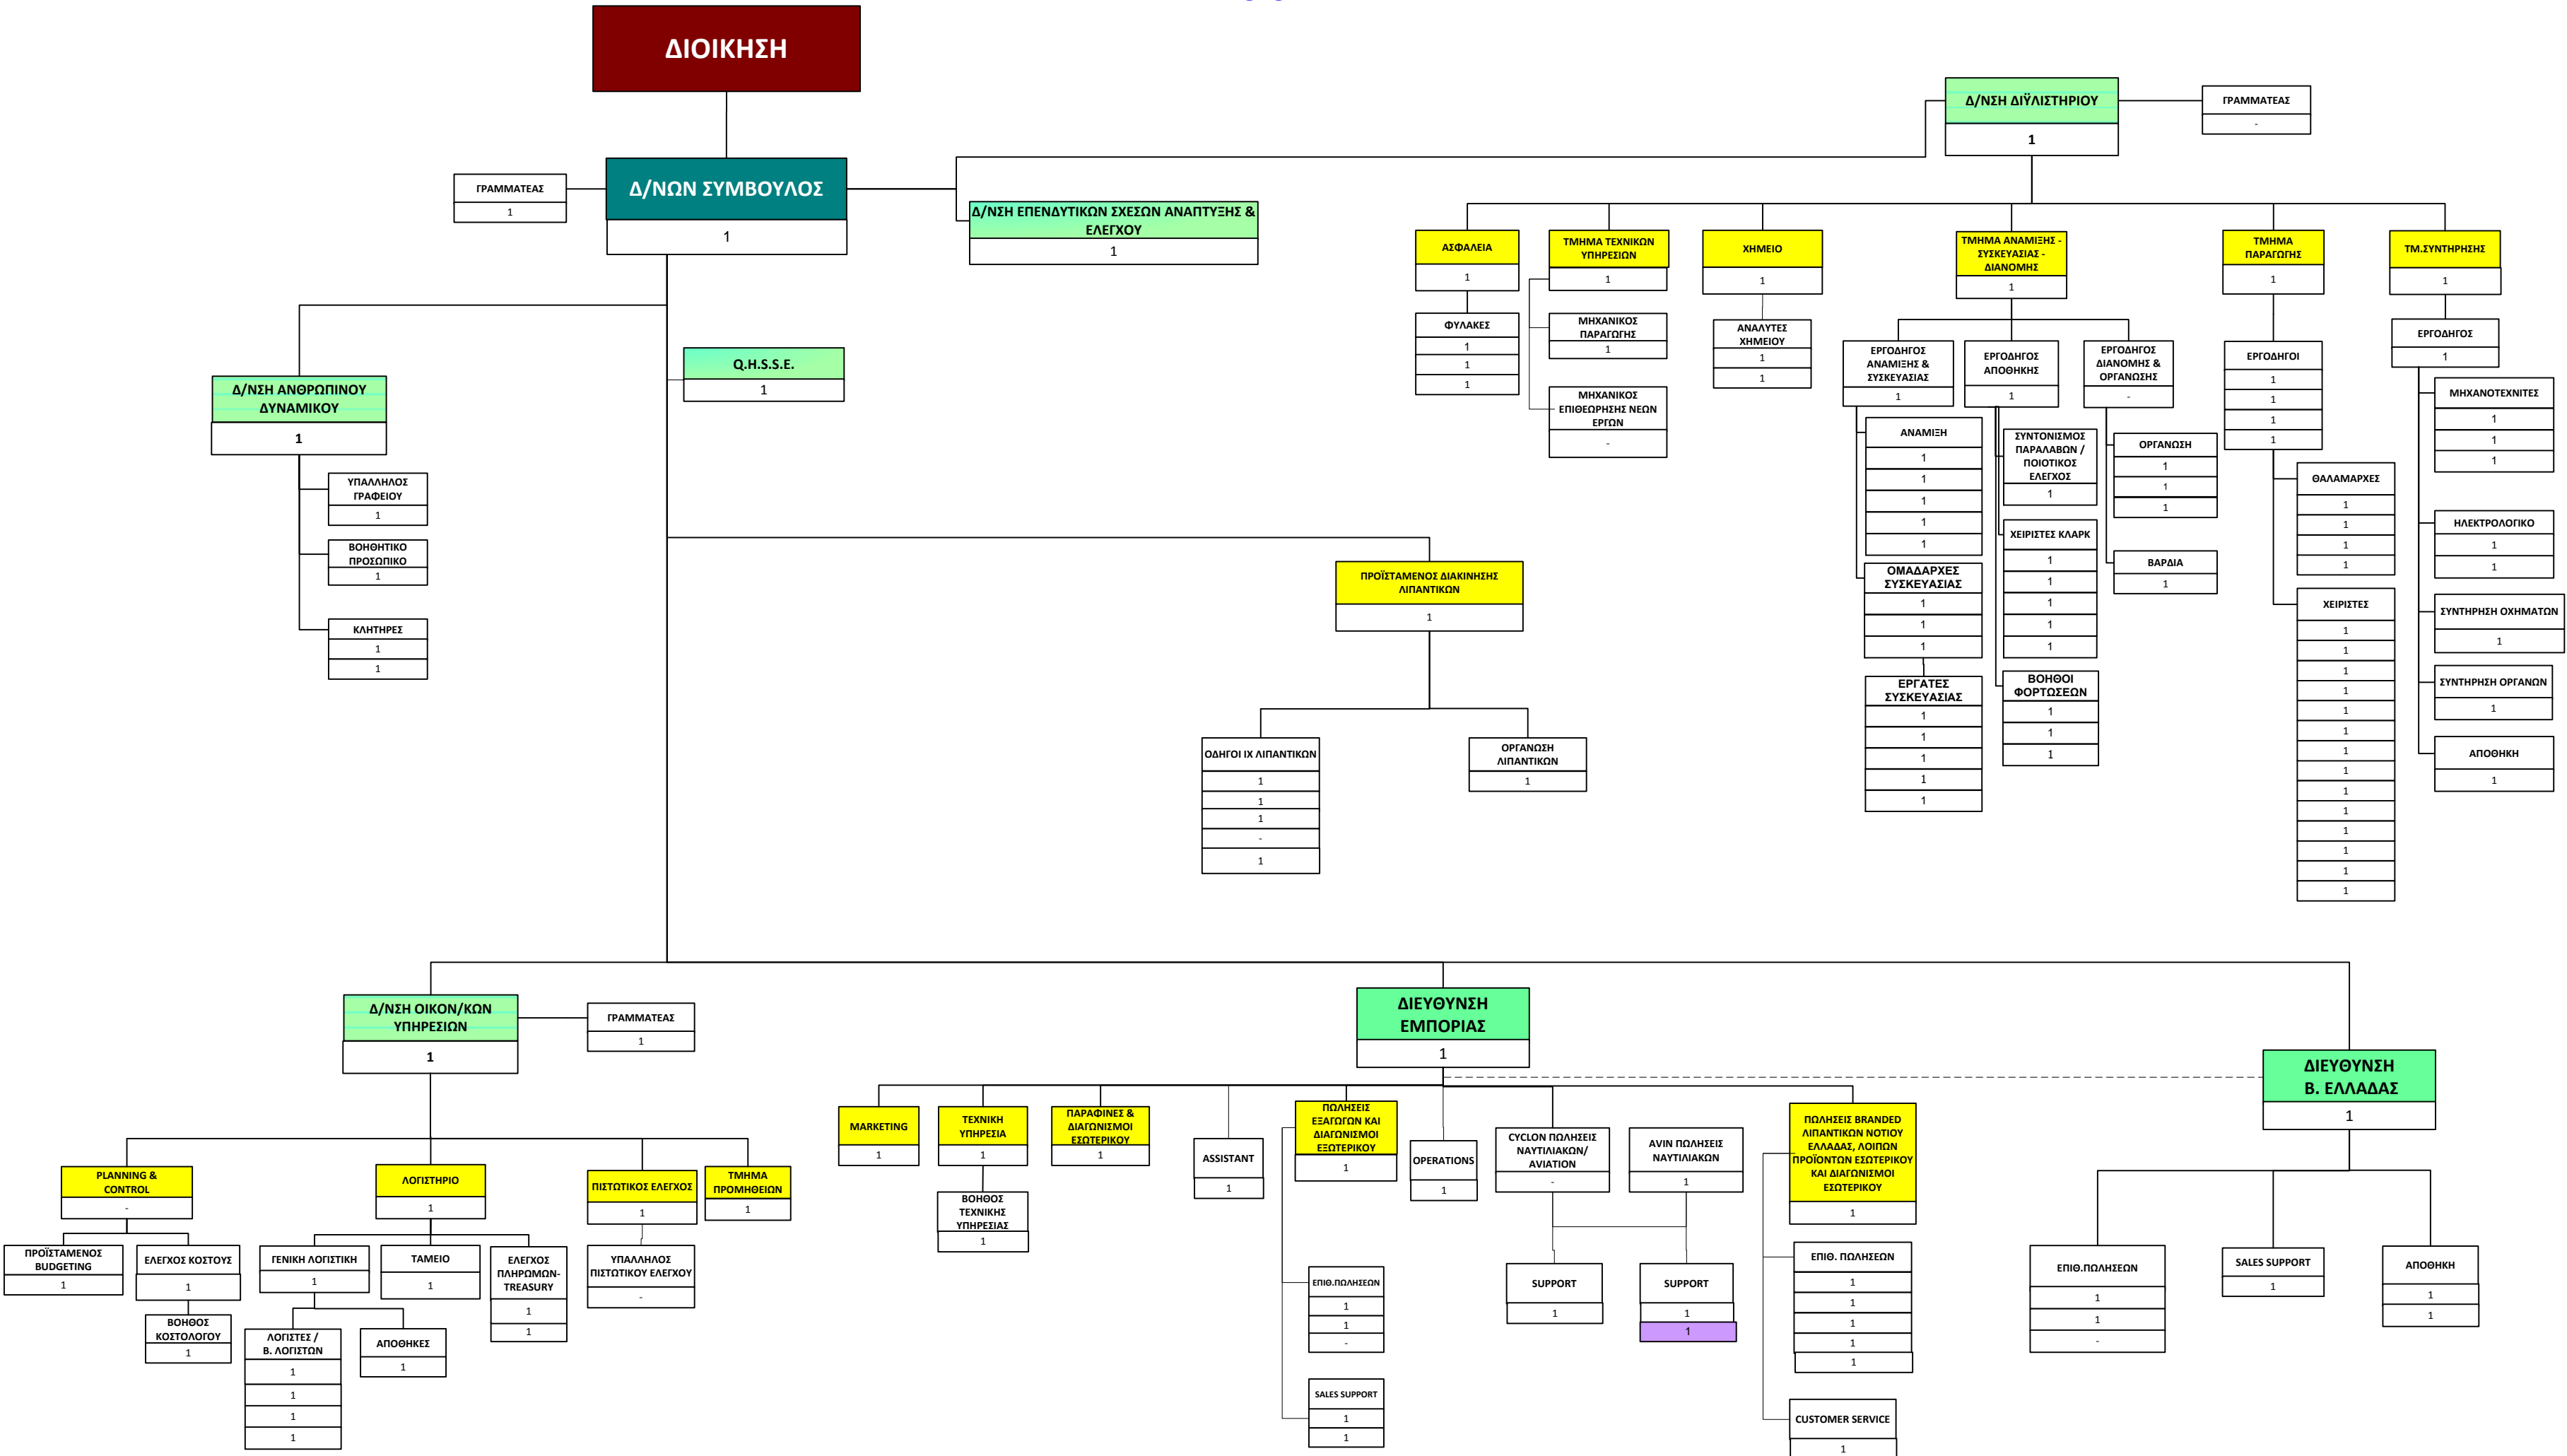 ΔΙΟΙΚΗΣΗ
Δ/ΝΣΗ ΔΙΫΛΙΣΤΗΡΙΟΥ
1
ΓΡΑΜΜΑΤΕΑΣ
-
ΓΡΑΜΜΑΤΕΑΣ
1
Δ/ΝΩΝ ΣΥΜΒΟΥΛΟΣ
1
Δ/ΝΣΗ ΕΠΕΝΔΥΤΙΚΩΝ ΣΧΕΣΩΝ ΑΝΑΠΤΥΞΗΣ &
ΕΛΕΓΧΟΥ
1
ΑΣΦΑΛΕΙΑ
1
ΦΥΛΑΚΕΣ
1
1
1
ΤΜΗΜΑ ΤΕΧΝΙΚΩΝ
ΥΠΗΡΕΣΙΩΝ
1
ΜΗΧΑΝΙΚΟΣ
ΠΑΡΑΓΩΓΗΣ
1
ΜΗΧΑΝΙΚΟΣ
ΕΠΙΘΕΩΡΗΣΗΣ ΝΕΩΝ
ΕΡΓΩΝ
-
ΧΗΜΕΙΟ
1
ΑΝΑΛΥΤΕΣ
ΧΗΜΕΙΟΥ
1
1
ΤΜΗΜΑ ΑΝΑΜΙΞΗΣ -
ΣΥΣΚΕΥΑΣΙΑΣ -
ΔΙΑΝΟΜΗΣ
1
ΕΡΓΟΔΗΓΟΣ
ΑΝΑΜΙΞΗΣ &
ΣΥΣΚΕΥΑΣΙΑΣ
1
ΑΝΑΜΙΞΗ
1
1
1
1
1
ΟΜΑΔΑΡΧΕΣ
ΣΥΣΚΕΥΑΣΙΑΣ
1
1
1
ΕΡΓΑΤΕΣ
ΣΥΣΚΕΥΑΣΙΑΣ
1
1
1
1
1
ΕΡΓΟΔΗΓΟΣ
ΑΠΟΘΗΚΗΣ
1
ΣΥΝΤΟΝΙΣΜΟΣ
ΠΑΡΑΛΑΒΩΝ /
ΠΟΙΟΤΙΚΟΣ
ΕΛΕΓΧΟΣ
1
ΧΕΙΡΙΣΤΕΣ ΚΛΑΡΚ
1
1
1
1
1
ΒΟΗΘΟΙ
ΦΟΡΤΩΣΕΩΝ
1
1
1
ΕΡΓΟΔΗΓΟΣ
ΔΙΑΝΟΜΗΣ &
ΟΡΓΑΝΩΣΗΣ
-
ΟΡΓΑΝΩΣΗ
1
1
1
ΒΑΡΔΙΑ
1
ΤΜΗΜΑ
ΠΑΡΑΓΩΓΗΣ
1
ΕΡΓΟΔΗΓΟΙ
1
1
1
1
ΘΑΛΑΜΑΡΧΕΣ
1
1
1
1
ΧΕΙΡΙΣΤΕΣ
1
1
1
1
1
1
1
1
1
1
1
1
1
1
ΤΜ.ΣΥΝΤΗΡΗΣΗΣ
1
ΕΡΓΟΔΗΓΟΣ
1
ΜΗΧΑΝΟΤΕΧΝΙΤΕΣ
1
1
1
ΗΛΕΚΤΡΟΛΟΓΙΚΟ
1
1
ΣΥΝΤΗΡΗΣΗ ΟΧΗΜΑΤΩΝ
1
ΣΥΝΤΗΡΗΣΗ ΟΡΓΑΝΩΝ
1
ΑΠΟΘΗΚΗ
1
Q.H.S.S.E.
1
Δ/ΝΣΗ ΑΝΘΡΩΠΙΝΟΥ
ΔΥΝΑΜΙΚΟΥ
1
ΥΠΑΛΛΗΛΟΣ
ΓΡΑΦΕΙΟΥ
1
ΒΟΗΘΗΤΙΚΟ
ΠΡΟΣΩΠΙΚΟ
1
ΚΛΗΤΗΡΕΣ
1
1
ΠΡΟΪΣΤΑΜΕΝΟΣ ΔΙΑΚΙΝΗΣΗΣ
ΛΙΠΑΝΤΙΚΩΝ
1
ΟΔΗΓΟΙ ΙΧ ΛΙΠΑΝΤΙΚΩΝ
1
1
1
-
1
ΟΡΓΑΝΩΣΗ
ΛΙΠΑΝΤΙΚΩΝ
1
Δ/ΝΣΗ ΟΙΚΟΝ/ΚΩΝ
ΥΠΗΡΕΣΙΩΝ
1
ΓΡΑΜΜΑΤΕΑΣ
1
PLANNING &
CONTROL
-
ΠΡΟΪΣΤΑΜΕΝΟΣ
BUDGETING
1
ΕΛΕΓΧΟΣ ΚΟΣΤΟΥΣ
1
ΒΟΗΘΟΣ
ΚΟΣΤΟΛΟΓΟΥ
1
ΛΟΓΙΣΤΗΡΙΟ
1
ΓΕΝΙΚΗ ΛΟΓΙΣΤΙΚΗ
1
ΛΟΓΙΣΤΕΣ /
Β. ΛΟΓΙΣΤΩΝ
1
1
1
1
ΑΠΟΘΗΚΕΣ
1
ΤΑΜΕΙΟ
1
ΕΛΕΓΧΟΣ
ΠΛΗΡΩΜΩΝ-
TREASURY
1
1
ΠΙΣΤΩΤΙΚΟΣ ΕΛΕΓΧΟΣ
1
ΥΠΑΛΛΗΛΟΣ
ΠΙΣΤΩΤΙΚΟΥ ΕΛΕΓΧΟΥ
-
ΤΜΗΜΑ
ΠΡΟΜΗΘΕΙΩΝ
1
ΔΙΕΥΘΥΝΣΗ
ΕΜΠΟΡΙΑΣ
1
MARKETING
1
ΤΕΧΝΙΚΗ
ΥΠΗΡΕΣΙΑ
1
ΒΟΗΘΟΣ
ΤΕΧΝΙΚΗΣ
ΥΠΗΡΕΣΙΑΣ
1
ΠΑΡΑΦΙΝΕΣ &
ΔΙΑΓΩΝΙΣΜΟΙ
ΕΣΩΤΕΡΙΚΟΥ
1
ASSISTANT
1
ΠΩΛΗΣΕΙΣ
ΕΞΑΓΩΓΩΝ ΚΑΙ
ΔΙΑΓΩΝΙΣΜΟΙ
ΕΞΩΤΕΡΙΚΟΥ
1
ΕΠΙΘ.ΠΩΛΗΣΕΩΝ
1
1
-
SALES SUPPORT
1
1
OPERATIONS
1
CYCLON ΠΩΛΗΣΕΙΣ
ΝΑΥΤΙΛΙΑΚΩΝ/
AVIATION
-
SUPPORT
1
AVIN ΠΩΛΗΣΕΙΣ
ΝΑΥΤΙΛΙΑΚΩΝ
1
SUPPORT
1
1
ΠΩΛΗΣΕΙΣ BRANDED
ΛΙΠΑΝΤΙΚΩΝ ΝΟΤΙΟΥ
ΕΛΛΑΔΑΣ, ΛΟΙΠΩΝ
ΠΡΟΪΟΝΤΩΝ ΕΣΩΤΕΡΙΚΟΥ
ΚΑΙ ΔΙΑΓΩΝΙΣΜΟΙ
ΕΣΩΤΕΡΙΚΟΥ
1
ΕΠΙΘ. ΠΩΛΗΣΕΩΝ
1
1
1
1
1
CUSTOMER SERVICE
1
ΔΙΕΥΘΥΝΣΗ
Β. ΕΛΛΑΔΑΣ
1
ΕΠΙΘ.ΠΩΛΗΣΕΩΝ
1
1
-
SALES SUPPORT
1
ΑΠΟΘΗΚΗ
1
1